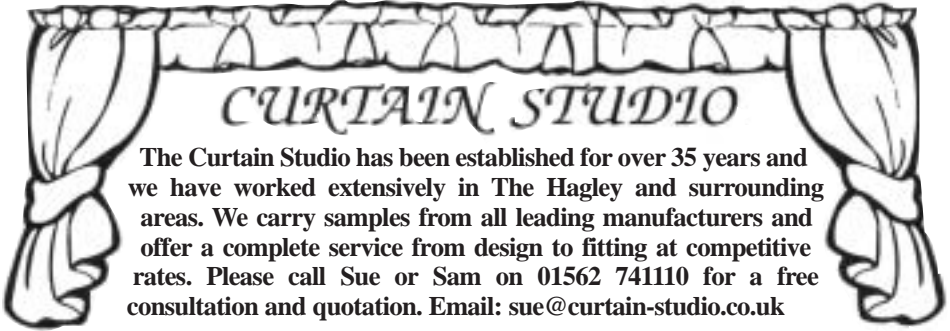 CURTAIN STUDIO
The Curtain Studio has been established for over 35 years and
we have worked extensively in The Hagley and surrounding
areas. We carry samples from all leading manufacturers and
offer a complete service from design to fitting at competitive
rates. Please call Sue or Sam on 01562 741110 for a free
consultation and quotation. Email: sue@curtain-studio.co.uk